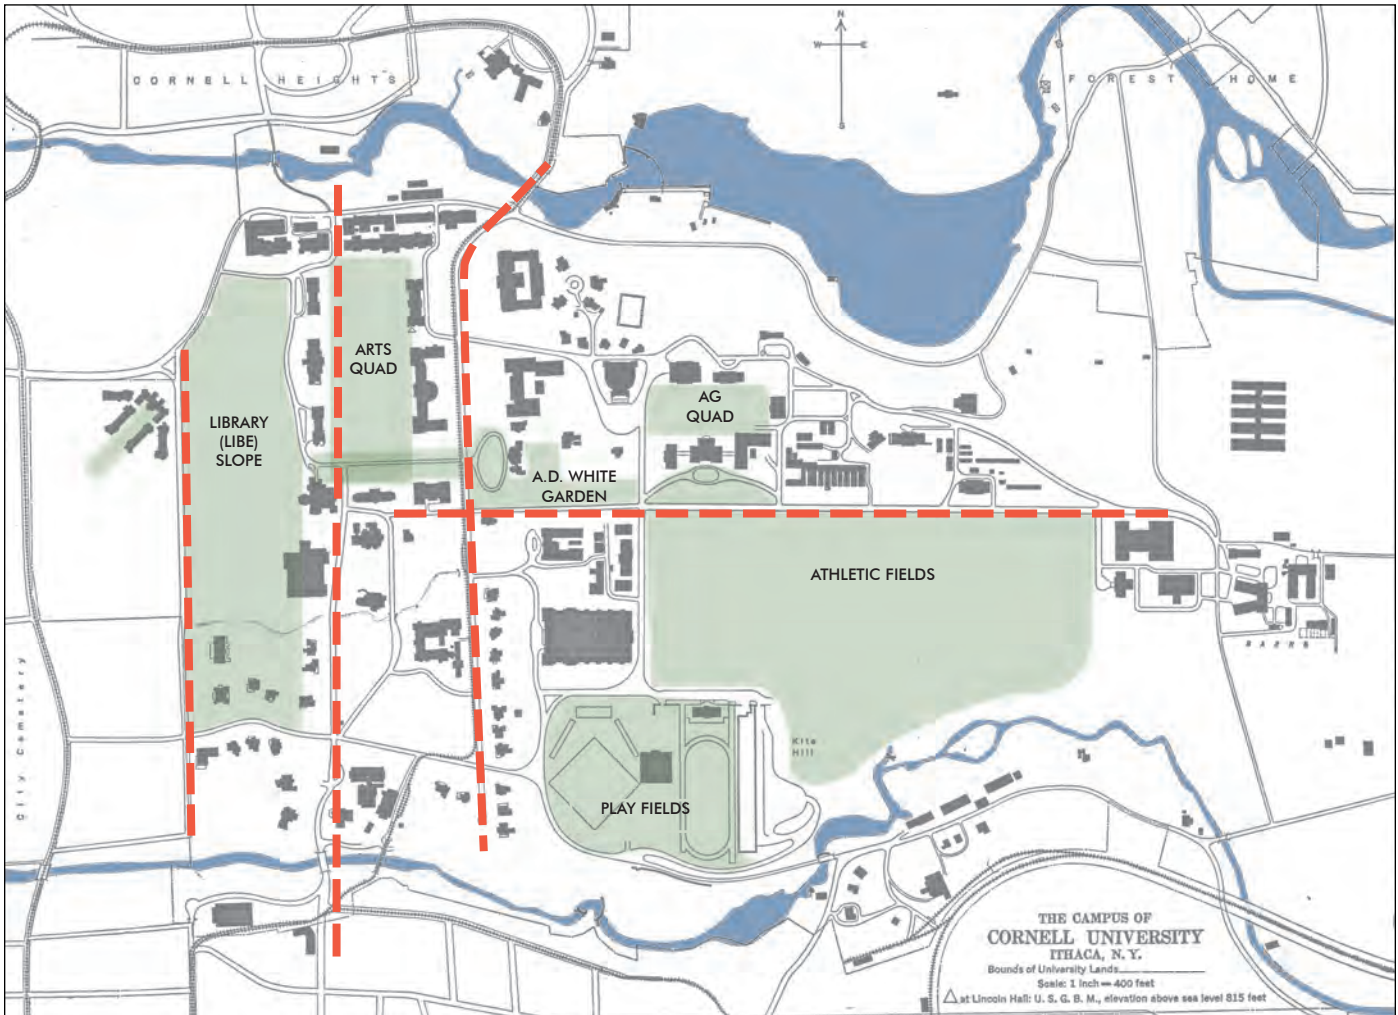 N
W E
S
CORNELL HEIGHTS
FOREST HOME
ARTS
QUAD
LIBRARY
(LIBE)
SLOPE
AG
QUAD
A.D. WHITE
GARDEN
ATHLETIC FIELDS
BARNS
City Cemetery
Kite
Hill
PLAY FIELDS
THE CAMPUS OF
CORNELL UNIVERSITY
ITHACA, N. Y.
Bounds of University Lands
Scale: 1 inch = 400 feet
△ at Lincoln Hall: U. S. G. B. M., elevation above sea level 815 feet